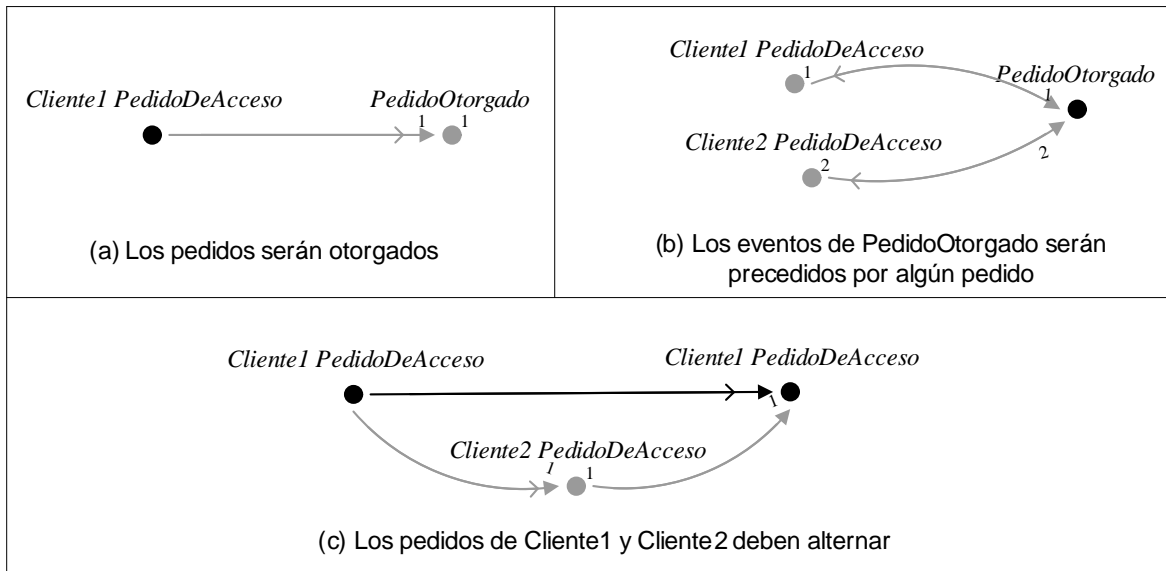 Cliente1 PedidoDeAcceso
PedidoOtorgado
1
1
(a) Los pedidos serán otorgados
Cliente1 PedidoDeAcceso
1
PedidoOtorgado
1
Cliente2 PedidoDeAcceso
2
2
(b) Los eventos de PedidoOtorgado serán
precedidos por algún pedido
Cliente1 PedidoDeAcceso
Cliente1 PedidoDeAcceso
1
Cliente2 PedidoDeAcceso
1
1
(c) Los pedidos de Cliente1 y Cliente2 deben alternar